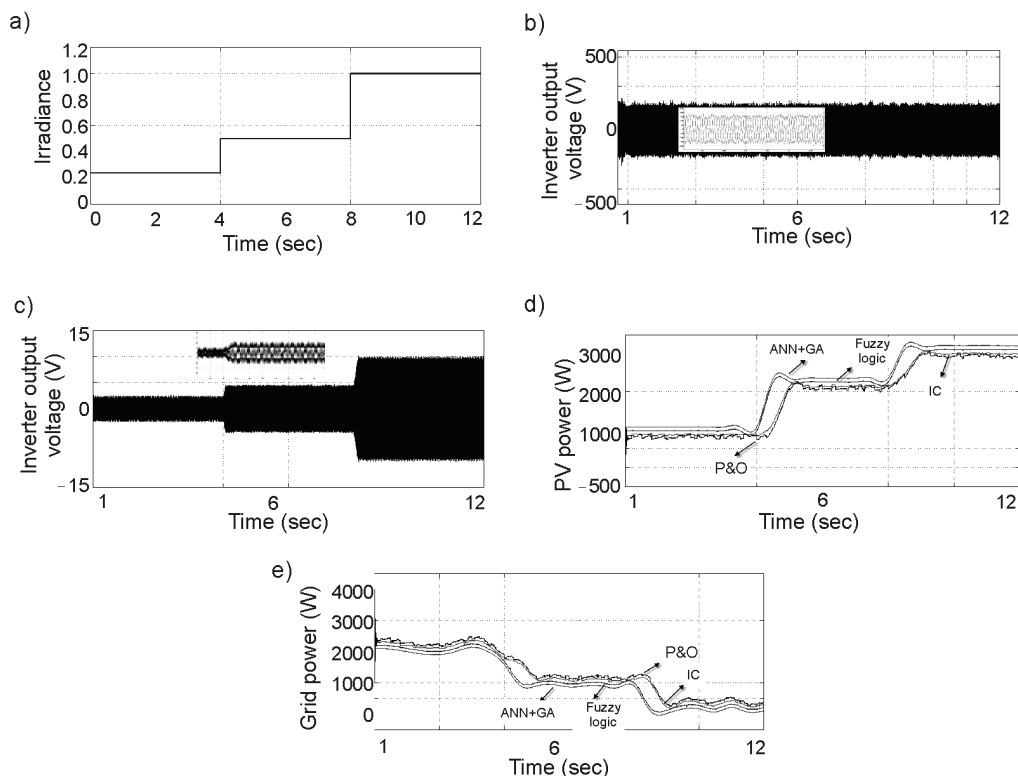 a)
1.2
1.0
0.8
0.6
0.4
0.2
0
Irradiance
0 2 4 6 8 10 12
Time (sec)
b)
500
0
−500
Inverter output
voltage (V)
1 6 12
Time (sec)
c)
15
0
−15
Inverter output
voltage (V)
1 6 12
Time (sec)
d)
3000
2000
1000
−500
PV power (W)
ANN+GA
Fuzzy
logic
IC
P&O
1 6 12
Time (sec)
e)
4000
3000
2000
1000
0
Grid power (W)
P&O
IC
ANN+GA
Fuzzy
logic
1 6 12
Time (sec)